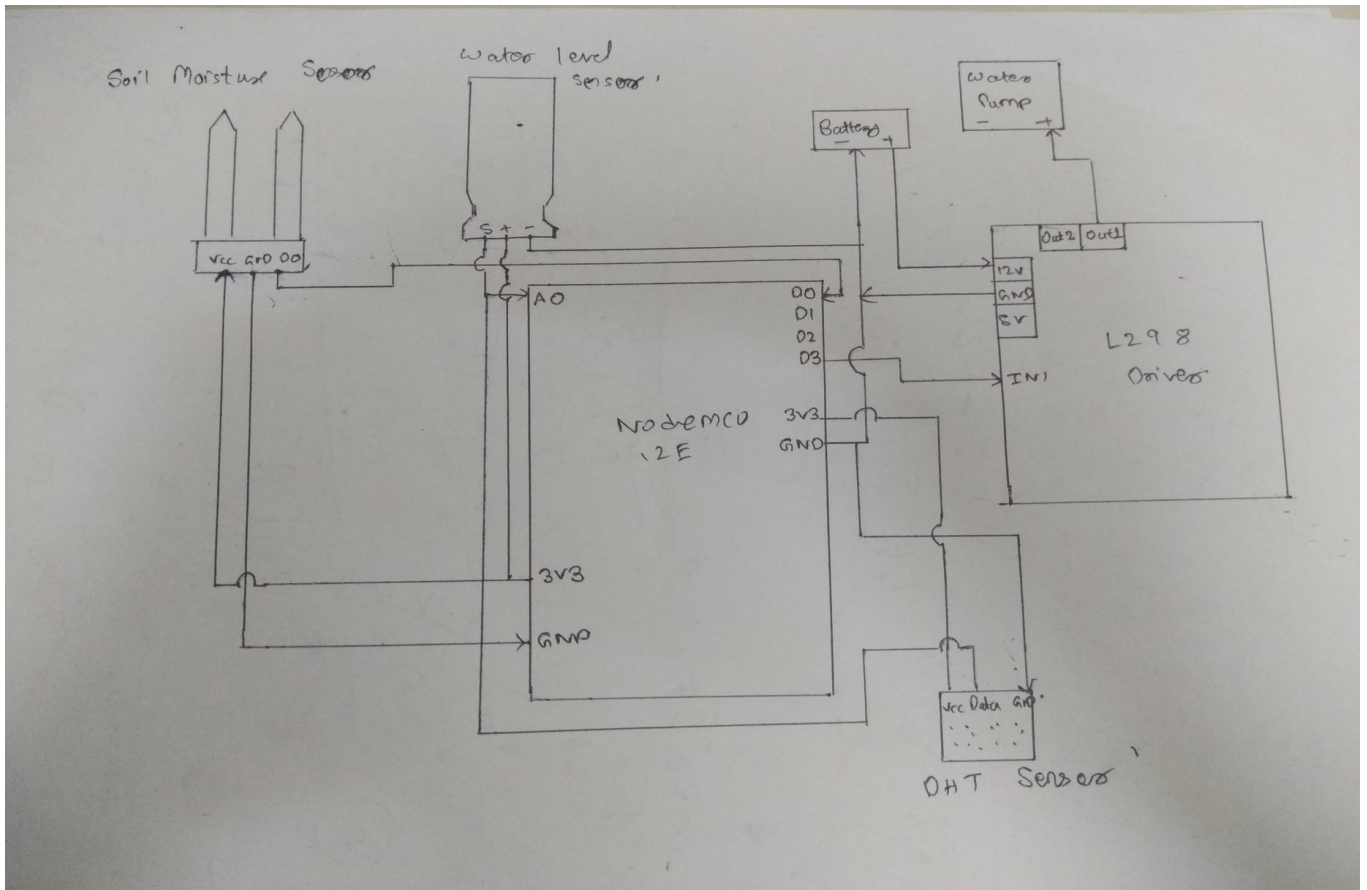 Soil Moisture Sensor
Water level
sensor
Water
Pump
- +
Battery
- +
S + -
Vcc GND DO
Out2 Out1
12V
GND
5V
IN1
L298
Driver
A0
D0
D1
D2
D3
3V3
GND
Nodemcu
12E
3V3
GND
Vcc Data GND
DHT Sensor